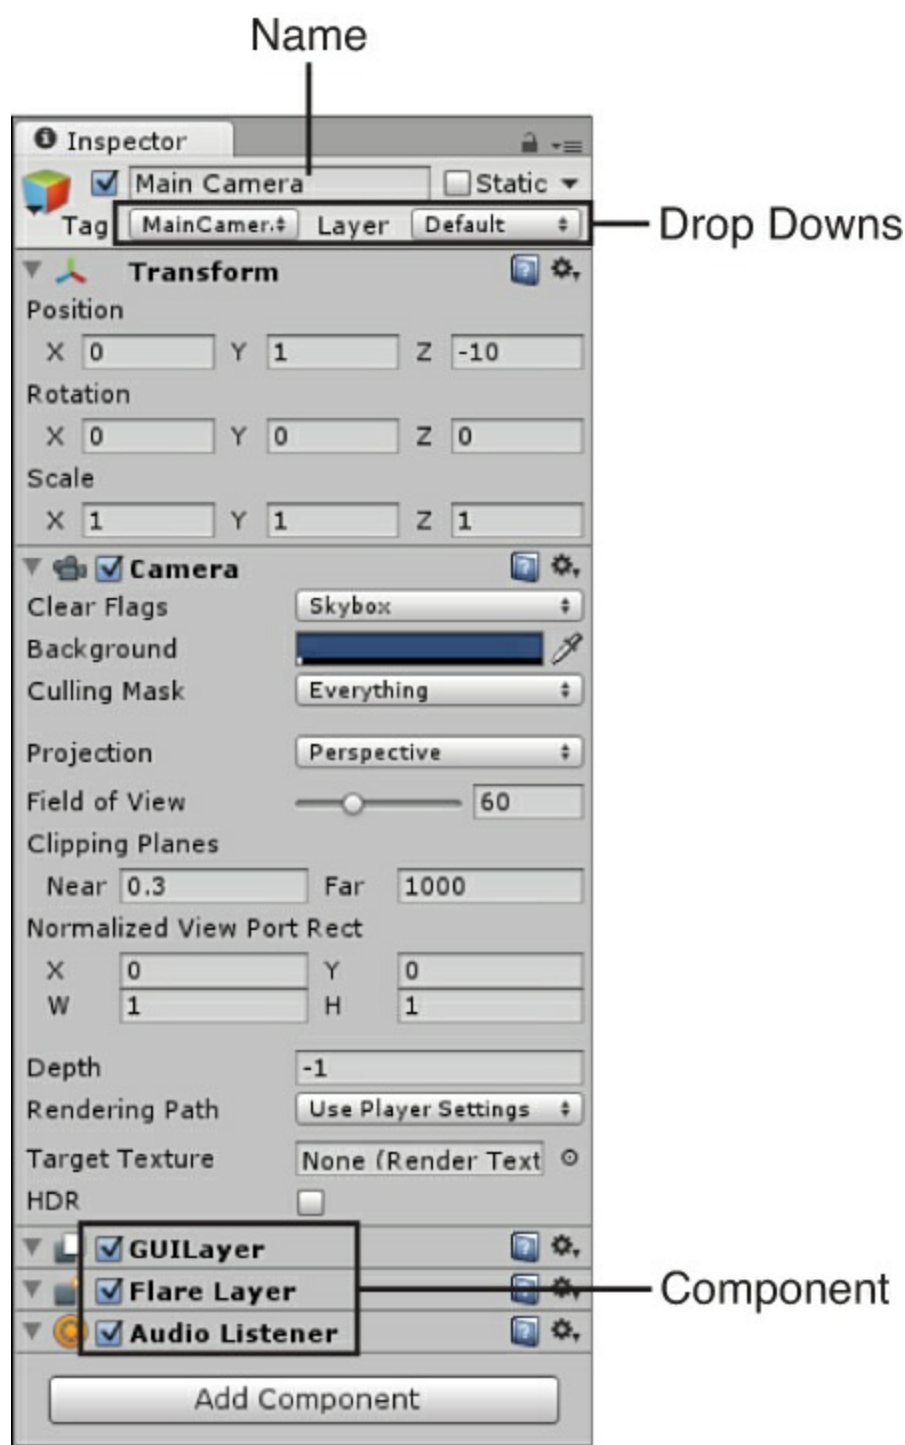 Name
Inspector
Main Camera Static
Tag MainCamer. Layer Default Drop Downs
Transform
Position
X 0 Y 1 Z -10
Rotation
X 0 Y 0 Z 0
Scale
X 1 Y 1 Z 1
Camera
Clear Flags Skybox
Background
Culling Mask Everything
Projection Perspective
Field of View 60
Clipping Planes
Near 0.3 Far 1000
Normalized View Port Rect
X 0 Y 0
W 1 H 1
Depth -1
Rendering Path Use Player Settings
Target Texture None (Render Text
HDR
GUILayer
Flare Layer Component
Audio Listener
Add Component